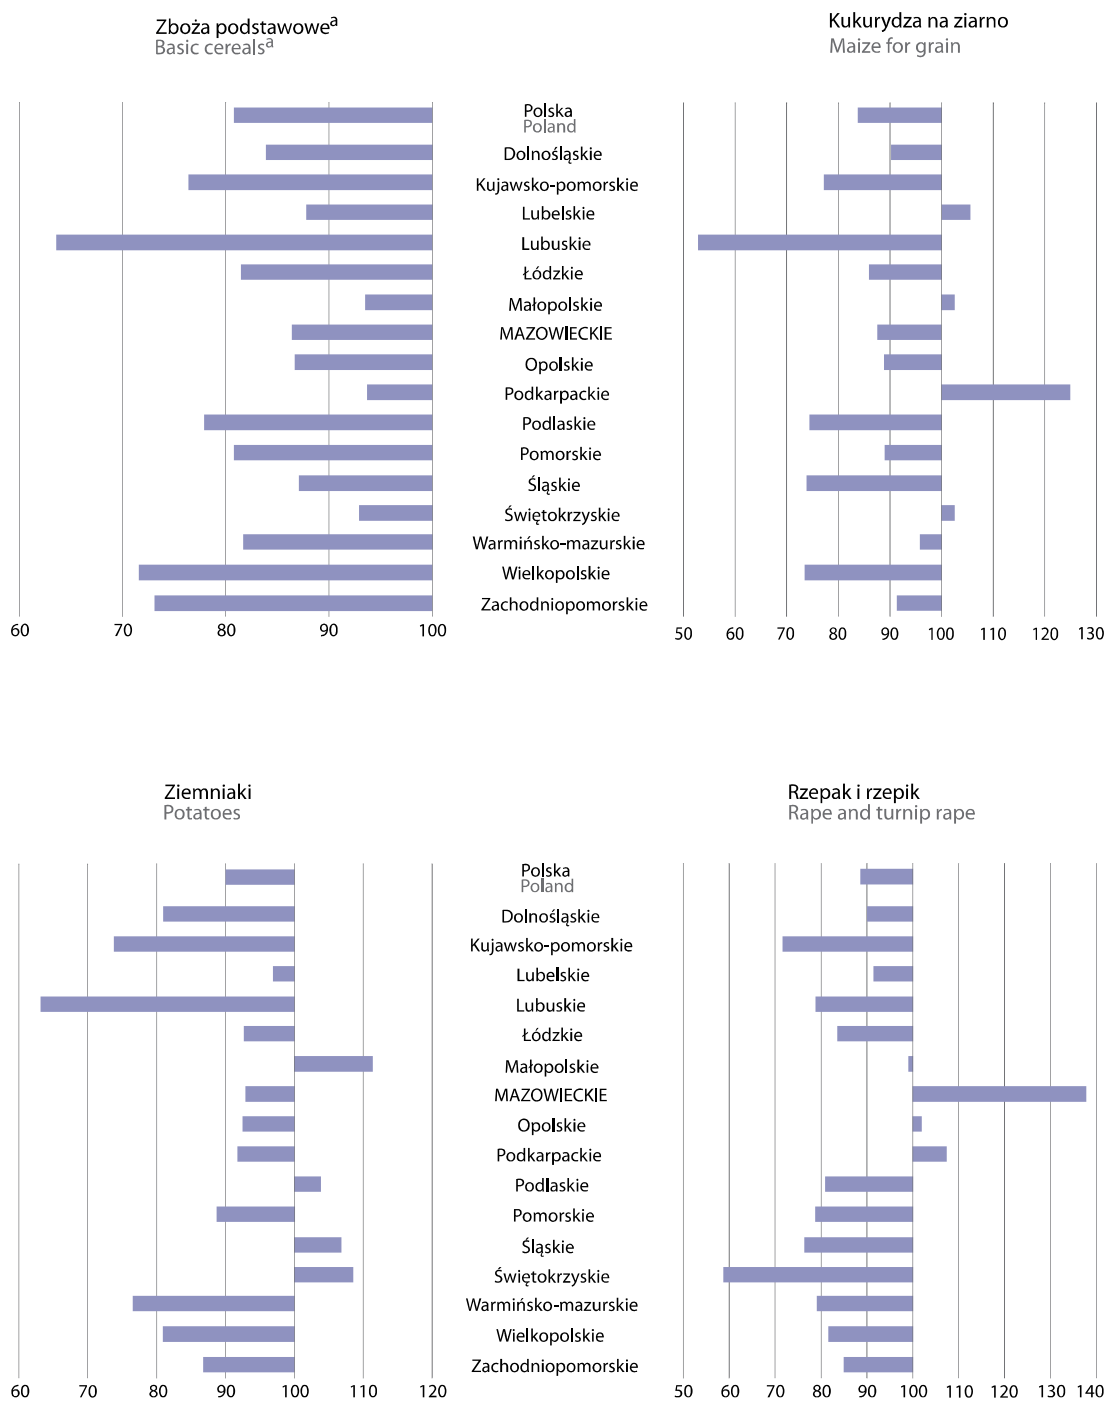 Zboża podstawoweᵃ
Basic cerealsᵃ
Kukurydza na ziarno
Maize for grain
Polska
Poland
Dolnośląskie
Kujawsko-pomorskie
Lubelskie
Lubuskie
Łódzkie
Małopolskie
MAZOWIECKIE
Opolskie
Podkarpackie
Podlaskie
Pomorskie
Śląskie
Świętokrzyskie
Warmińsko-mazurskie
Wielkopolskie
Zachodniopomorskie
60 70 80 90 100
50 60 70 80 90 100 110 120 130
Ziemniaki
Potatoes
Rzepak i rzepik
Rape and turnip rape
Polska
Poland
Dolnośląskie
Kujawsko-pomorskie
Lubelskie
Lubuskie
Łódzkie
Małopolskie
MAZOWIECKIE
Opolskie
Podkarpackie
Podlaskie
Pomorskie
Śląskie
Świętokrzyskie
Warmińsko-mazurskie
Wielkopolskie
Zachodniopomorskie
60 70 80 90 100 110 120
50 60 70 80 90 100 110 120 130 140